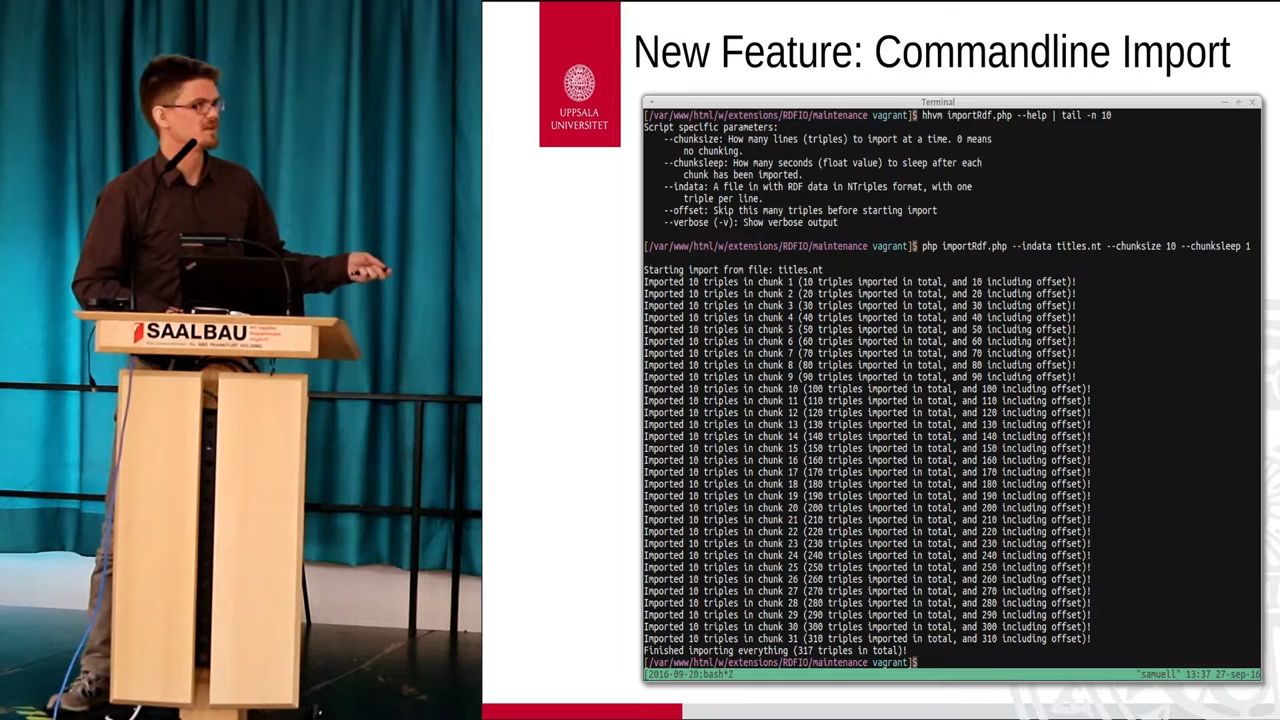 New Feature: Commandline Import
UPPSALA
UNIVERSITET
Terminal
[/var/www/html/w/extensions/RDFIO/maintenance vagrant]$ hhvm importRdf.php --help | tail -n 10
Script specific parameters:
--chunksize: How many lines (triples) to import at a time. 0 means
no chunking.
--chunksleep: How many seconds (float value) to sleep after each
chunk has been imported.
--indata: A file in with RDF data in NTriples format, with one
triple per line.
--offset: Skip this many triples before starting import
--verbose (-v): Show verbose output
[/var/www/html/w/extensions/RDFIO/maintenance vagrant]$ php importRdf.php --indata titles.nt --chunksize 10 --chunksleep 1
Starting import from file: titles.nt
Imported 10 triples in chunk 1 (10 triples imported in total, and 10 including offset)!
Imported 10 triples in chunk 2 (20 triples imported in total, and 20 including offset)!
Imported 10 triples in chunk 3 (30 triples imported in total, and 30 including offset)!
Imported 10 triples in chunk 4 (40 triples imported in total, and 40 including offset)!
Imported 10 triples in chunk 5 (50 triples imported in total, and 50 including offset)!
Imported 10 triples in chunk 6 (60 triples imported in total, and 60 including offset)!
Imported 10 triples in chunk 7 (70 triples imported in total, and 70 including offset)!
Imported 10 triples in chunk 8 (80 triples imported in total, and 80 including offset)!
Imported 10 triples in chunk 9 (90 triples imported in total, and 90 including offset)!
Imported 10 triples in chunk 10 (100 triples imported in total, and 100 including offset)!
Imported 10 triples in chunk 11 (110 triples imported in total, and 110 including offset)!
Imported 10 triples in chunk 12 (120 triples imported in total, and 120 including offset)!
Imported 10 triples in chunk 13 (130 triples imported in total, and 130 including offset)!
Imported 10 triples in chunk 14 (140 triples imported in total, and 140 including offset)!
Imported 10 triples in chunk 15 (150 triples imported in total, and 150 including offset)!
Imported 10 triples in chunk 16 (160 triples imported in total, and 160 including offset)!
Imported 10 triples in chunk 17 (170 triples imported in total, and 170 including offset)!
Imported 10 triples in chunk 18 (180 triples imported in total, and 180 including offset)!
Imported 10 triples in chunk 19 (190 triples imported in total, and 190 including offset)!
Imported 10 triples in chunk 20 (200 triples imported in total, and 200 including offset)!
Imported 10 triples in chunk 21 (210 triples imported in total, and 210 including offset)!
Imported 10 triples in chunk 22 (220 triples imported in total, and 220 including offset)!
Imported 10 triples in chunk 23 (230 triples imported in total, and 230 including offset)!
Imported 10 triples in chunk 24 (240 triples imported in total, and 240 including offset)!
Imported 10 triples in chunk 25 (250 triples imported in total, and 250 including offset)!
Imported 10 triples in chunk 26 (260 triples imported in total, and 260 including offset)!
Imported 10 triples in chunk 27 (270 triples imported in total, and 270 including offset)!
Imported 10 triples in chunk 28 (280 triples imported in total, and 280 including offset)!
Imported 10 triples in chunk 29 (290 triples imported in total, and 290 including offset)!
Imported 10 triples in chunk 30 (300 triples imported in total, and 300 including offset)!
Imported 10 triples in chunk 31 (310 triples imported in total, and 310 including offset)!
Finished importing everything (317 triples in total)!
[/var/www/html/w/extensions/RDFIO/maintenance vagrant]$
[2016-09-20:bash*Z "samuell" 13:37 27-sep-16
SAALBAU